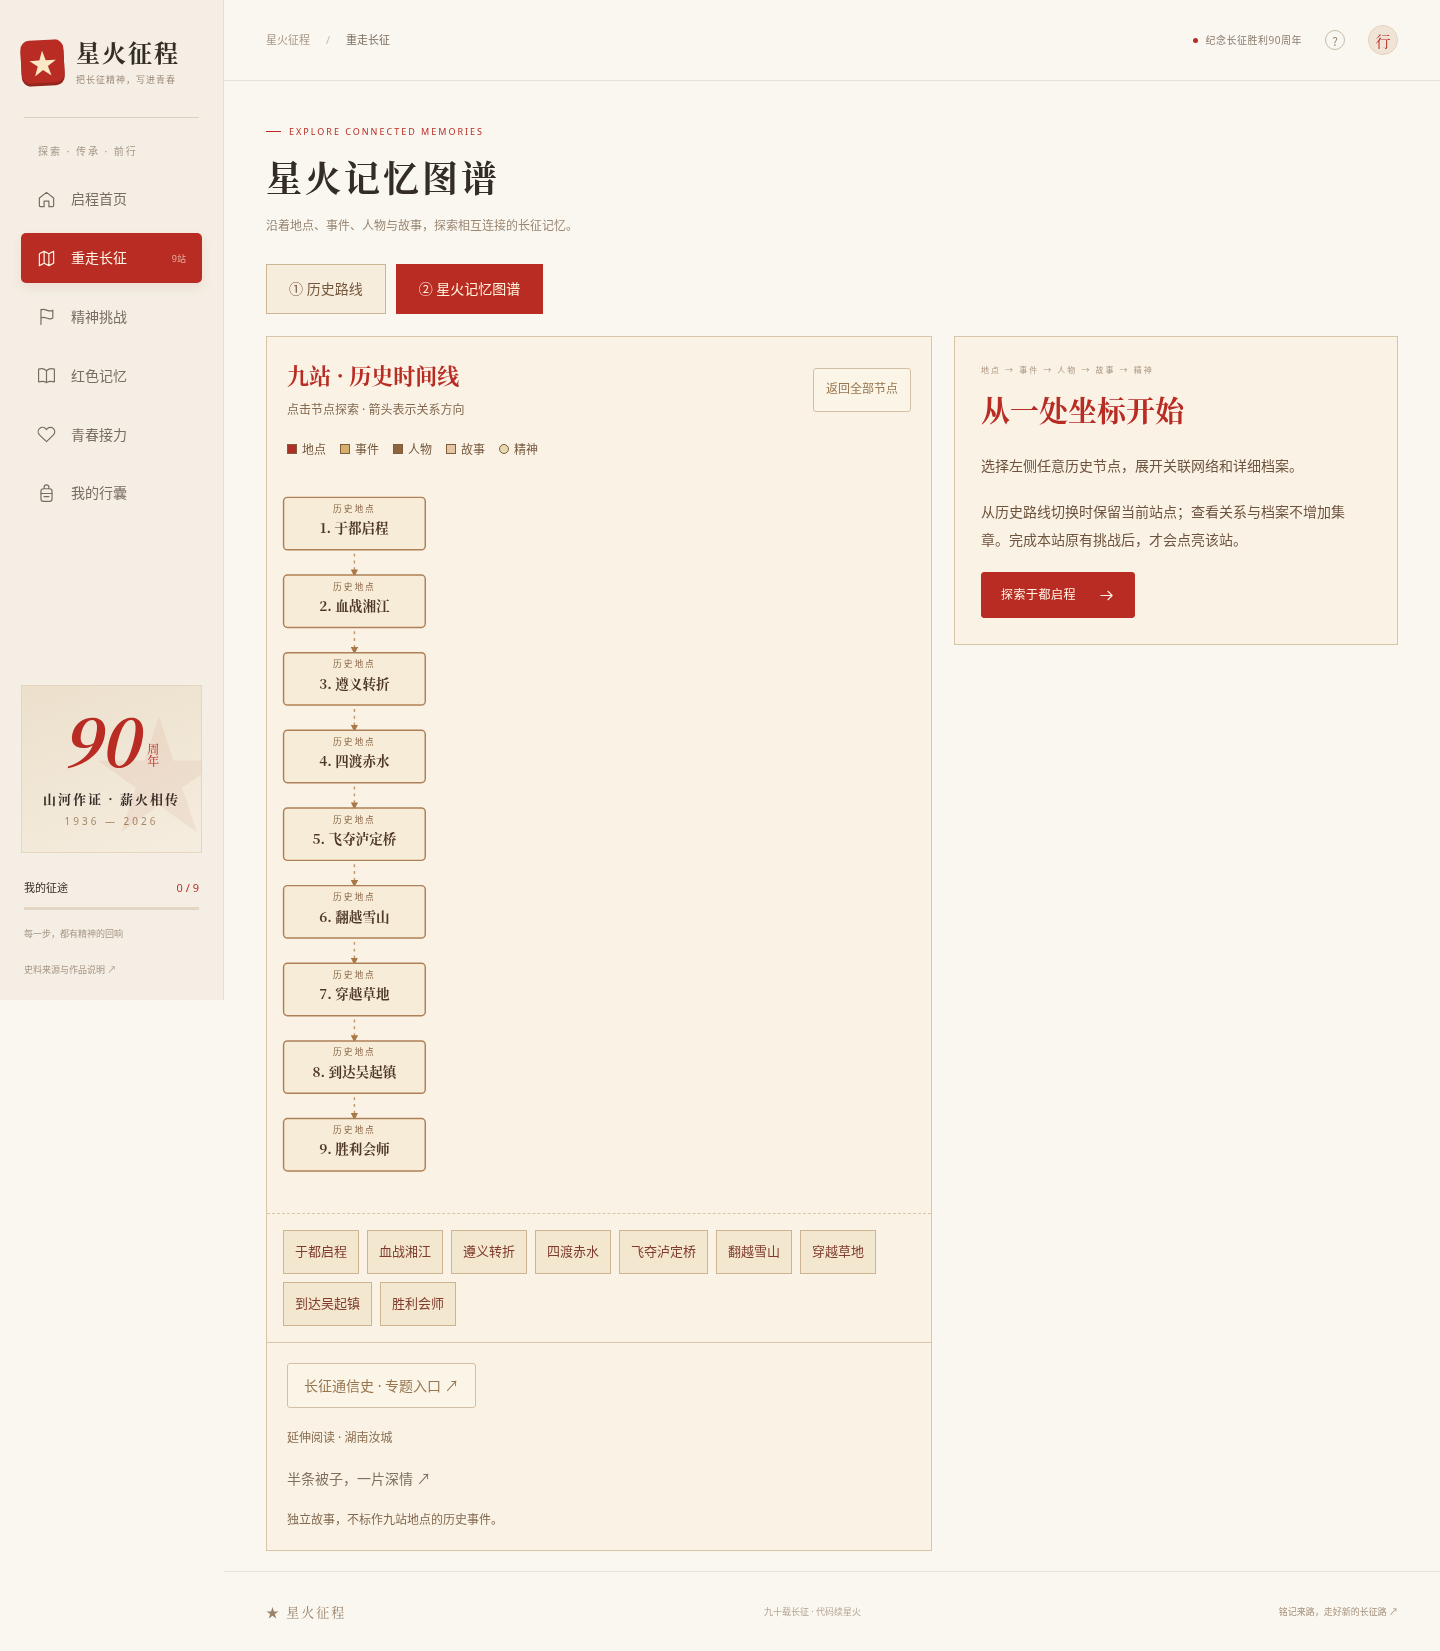 星火征程
把长征精神，写进青春
探索 · 传承 · 前行
启程首页
重走长征 9站
精神挑战
红色记忆
青春接力
我的行囊
90 周年
山河作证 · 薪火相传
1936 — 2026
我的征途 0 / 9
每一步，都有精神的回响
史料来源与作品说明 ↗
星火征程 / 重走长征
纪念长征胜利90周年 ? 行
EXPLORE CONNECTED MEMORIES
星火记忆图谱
沿着地点、事件、人物与故事，探索相互连接的长征记忆。
① 历史路线 ② 星火记忆图谱
九站 · 历史时间线
点击节点探索 · 箭头表示关系方向
返回全部节点
地点 事件 人物 故事 精神
历史地点
1. 于都启程
历史地点
2. 血战湘江
历史地点
3. 遵义转折
历史地点
4. 四渡赤水
历史地点
5. 飞夺泸定桥
历史地点
6. 翻越雪山
历史地点
7. 穿越草地
历史地点
8. 到达吴起镇
历史地点
9. 胜利会师
于都启程 血战湘江 遵义转折 四渡赤水 飞夺泸定桥 翻越雪山 穿越草地
到达吴起镇 胜利会师
长征通信史 · 专题入口 ↗
延伸阅读 · 湖南汝城
半条被子，一片深情 ↗
独立故事，不标作九站地点的历史事件。
地点 → 事件 → 人物 → 故事 → 精神
从一处坐标开始
选择左侧任意历史节点，展开关联网络和详细档案。
从历史路线切换时保留当前站点；查看关系与档案不增加集
章。完成本站原有挑战后，才会点亮该站。
探索于都启程 →
★ 星火征程
九十载长征 · 代码续星火
铭记来路，走好新的长征路 ↗